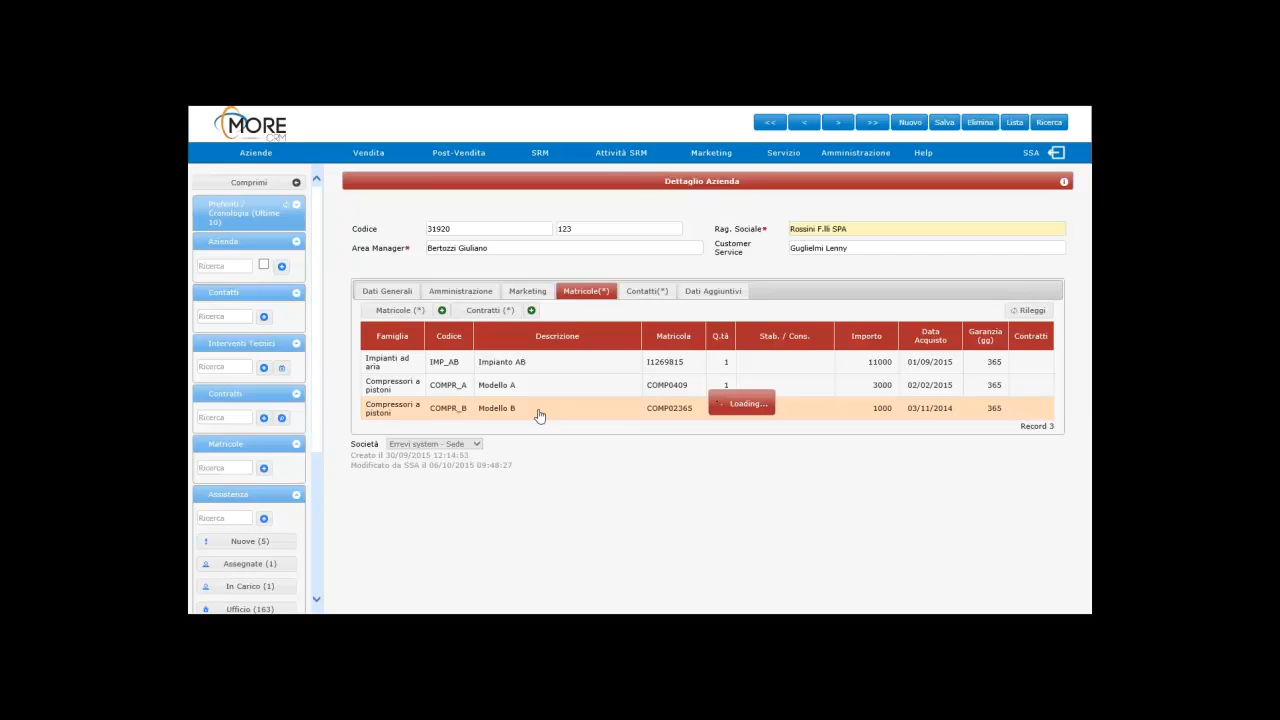 MORE
CRM
<< < > >> Nuovo Salva Elimina Lista Ricerca
Aziende Vendita Post-Vendita SRM Attività SRM Marketing Servizio Amministrazione Help SSA
Comprimi
Preferiti /
Cronologia (Ultime
10)
Azienda
Ricerca
Contatti
Ricerca
Interventi Tecnici
Ricerca
Contratti
Ricerca
Matricole
Ricerca
Assistenza
Ricerca
Nuove (5)
Assegnate (1)
In Carico (1)
Ufficio (163)
Dettaglio Azienda
Codice 31920 123 Rag. Sociale* Rossini F.lli SPA
Area Manager* Bertozzi Giuliano Customer Service Guglielmi Lenny
Dati Generali Amministrazione Marketing Matricole(*) Contatti(*) Dati Aggiuntivi
Matricole (*) Contratti (*) Rileggi
Famiglia Codice Descrizione Matricola Q.tà Stab. / Cons. Importo Data Acquisto Garanzia (gg) Contratti
Impianti ad aria IMP_AB Impianto AB I1269815 1 11000 01/09/2015 365
Compressori a pistoni COMPR_A Modello A COMP0409 1 3000 02/02/2015 365
Compressori a pistoni COMPR_B Modello B COMP02365 1000 03/11/2014 365
Loading...
Record 3
Società Errevi system - Sede
Creato il 30/09/2015 12:14:53
Modificato da SSA il 06/10/2015 09:48:27